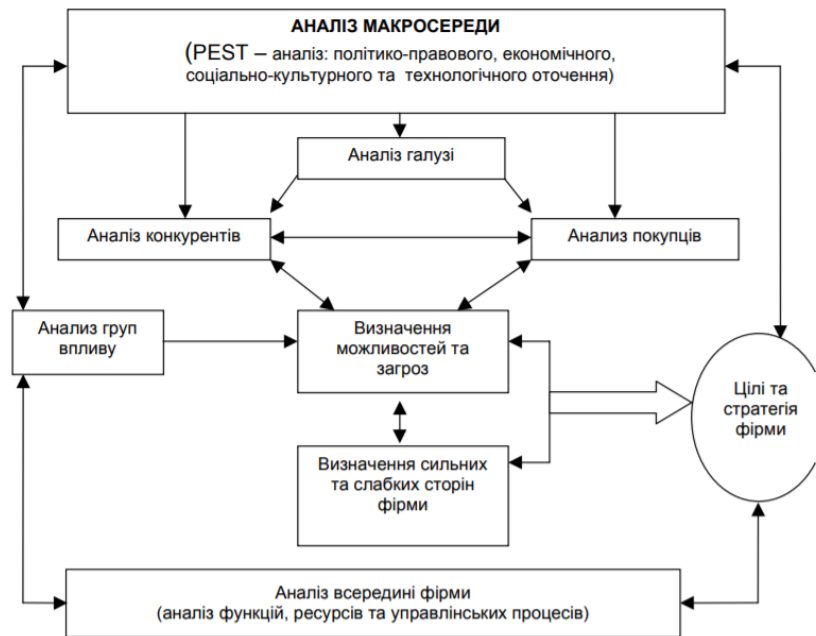 АНАЛІЗ МАКРОСЕРЕДИ
(PEST – аналіз: політико-правового, економічного,
соціально-культурного та технологічного оточення)
Аналіз галузі
Аналіз конкурентів
Анализ покупців
Анализ груп
впливу
Визначення
можливостей та
загроз
Цілі та
стратегія
фірми
Визначення сильних
та слабких сторін
фірми
Аналіз всередині фірми
(аналіз функцій, ресурсів та управлінських процесів)